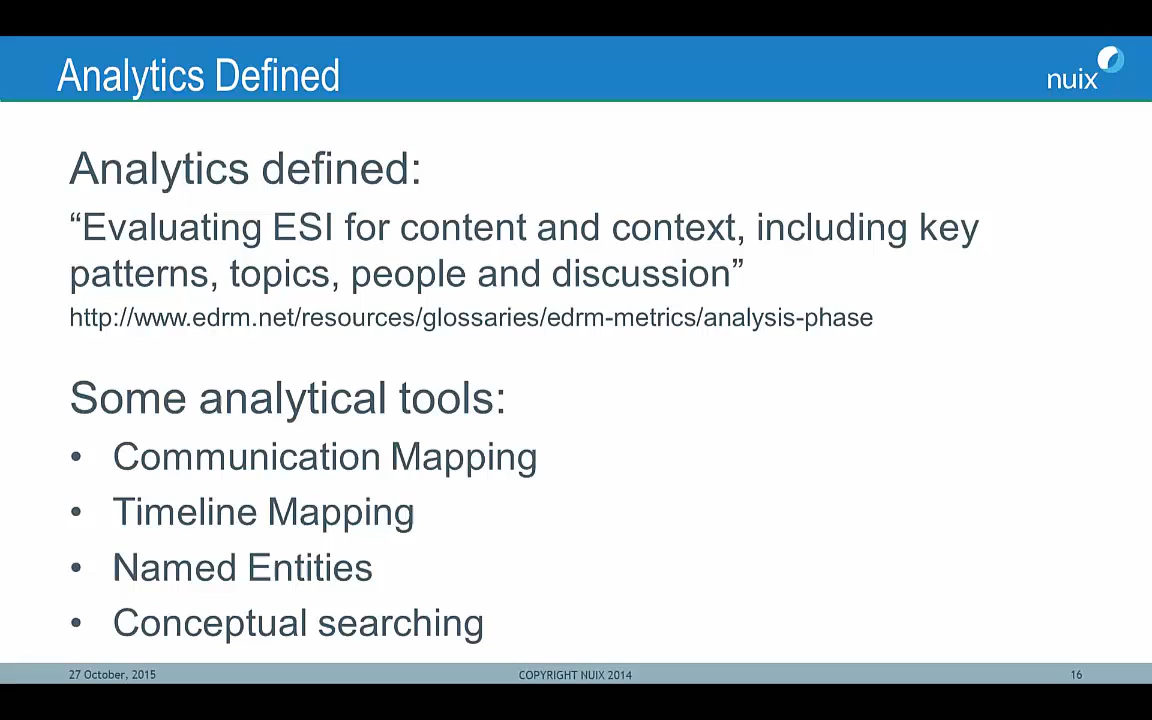 Analytics Defined
nuix
Analytics defined:
“Evaluating ESI for content and context, including key
patterns, topics, people and discussion”
http://www.edrm.net/resources/glossaries/edrm-metrics/analysis-phase
Some analytical tools:
• Communication Mapping
• Timeline Mapping
• Named Entities
• Conceptual searching
27 October, 2015
COPYRIGHT NUIX 2014
16